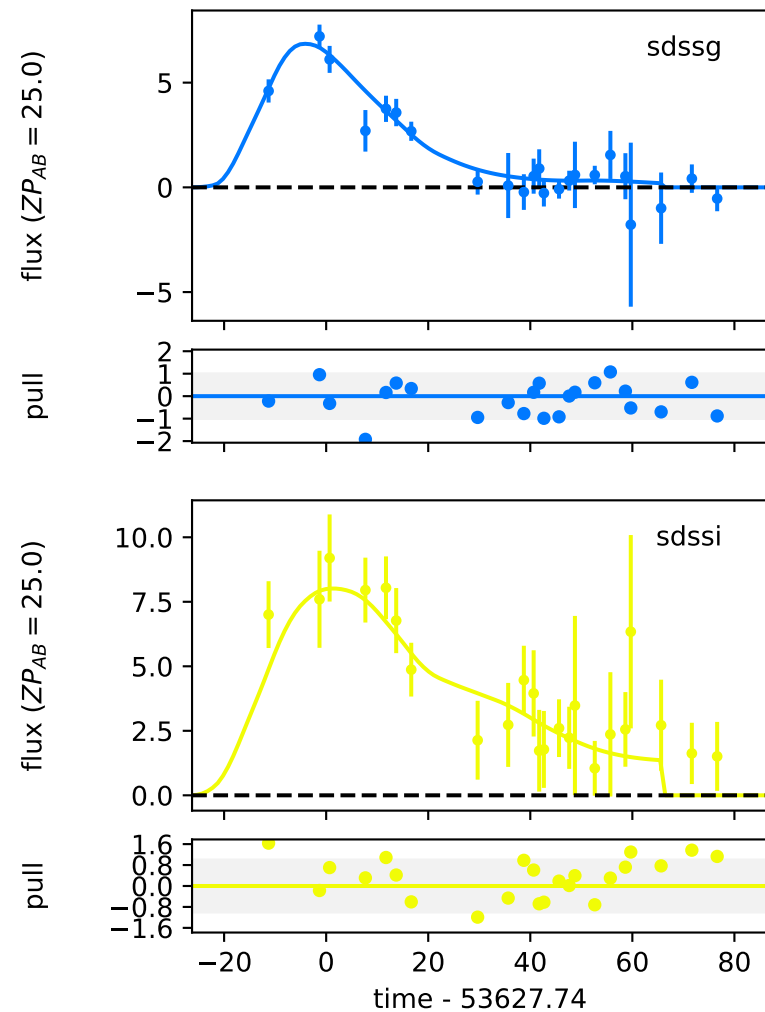 sdssg
flux (ZP_AB = 25.0)
5
0
−5
pull
2
1
0
−1
−2
sdssi
flux (ZP_AB = 25.0)
10.0
7.5
5.0
2.5
0.0
pull
1.6
0.8
0.0
−0.8
−1.6
−20 0 20 40 60 80
time - 53627.74